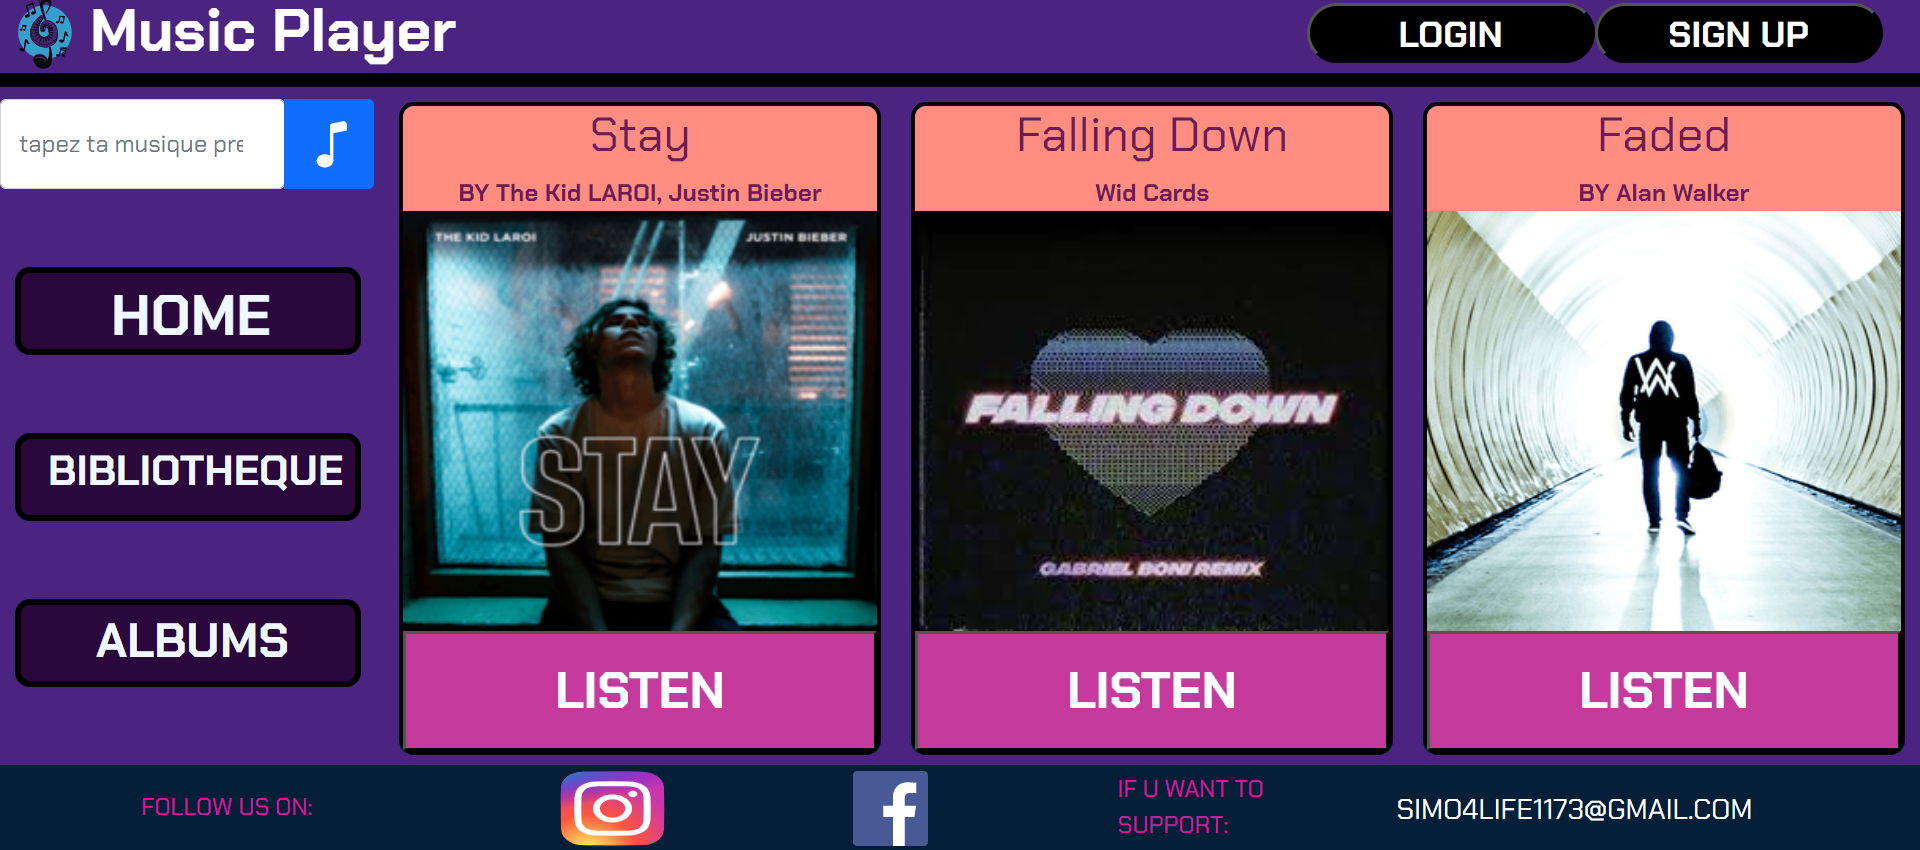 Music Player
LOGIN
SIGN UP
tapez ta musique pre
HOME
BIBLIOTHEQUE
ALBUMS
Stay
BY The Kid LAROI, Justin Bieber
THE KID LAROI
JUSTIN BIEBER
STAY
LISTEN
Falling Down
Wid Cards
FALLING DOWN
GABRIEL BONI REMIX
LISTEN
Faded
BY Alan Walker
LISTEN
FOLLOW US ON:
IF U WANT TO
SUPPORT:
SIMO4LIFE1173@GMAIL.COM